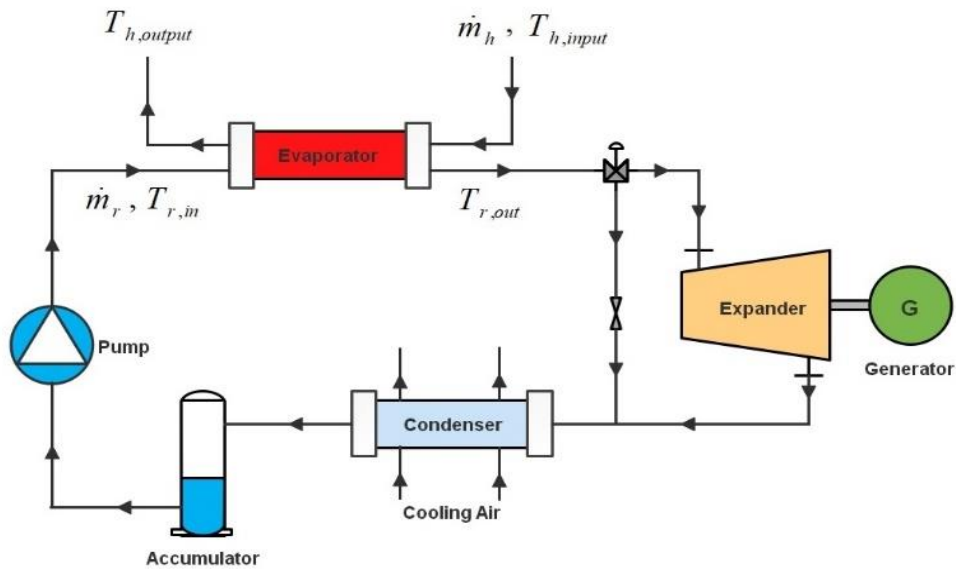 T_{h,output}
ṁ_h , T_{h,input}
Evaporator
ṁ_r , T_{r,in}
T_{r,out}
Expander
G
Generator
Pump
Condenser
Cooling Air
Accumulator